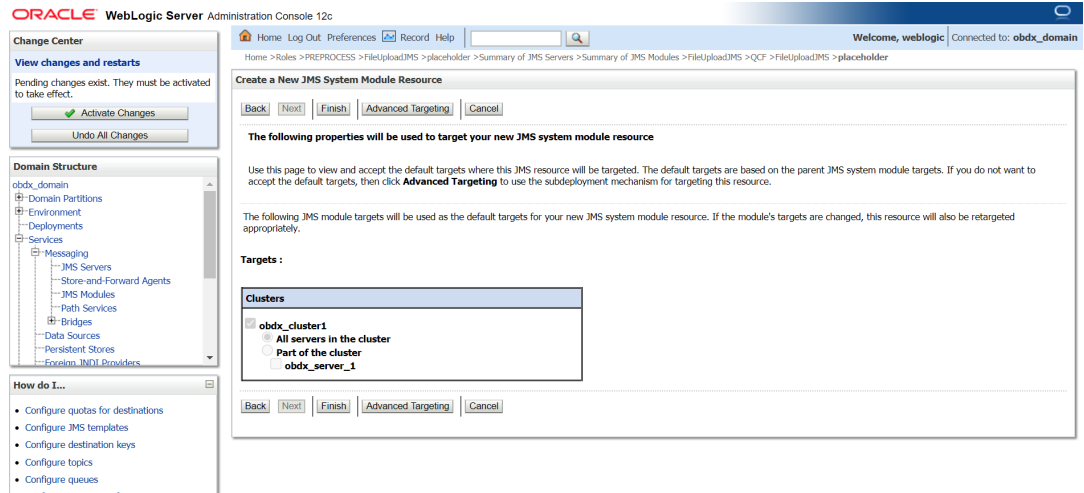 ORACLE WebLogic Server Administration Console 12c
Change Center
View changes and restarts
Pending changes exist. They must be activated
to take effect.
Activate Changes
Undo All Changes
Domain Structure
obdx_domain
Domain Partitions
Environment
Deployments
Services
Messaging
JMS Servers
Store-and-Forward Agents
JMS Modules
Path Services
Bridges
Data Sources
Persistent Stores
Foreign JNDI Providers
How do I...
Configure quotas for destinations
Configure JMS templates
Configure destination keys
Configure topics
Configure queues
Home Log Out Preferences Record Help
Welcome, weblogic Connected to: obdx_domain
Home >Roles >PREPROCESS >FileUploadJMS >placeholder >Summary of JMS Servers >Summary of JMS Modules >FileUploadJMS >QCF >FileUploadJMS >placeholder
Create a New JMS System Module Resource
Back Next Finish Advanced Targeting Cancel
The following properties will be used to target your new JMS system module resource
Use this page to view and accept the default targets where this JMS resource will be targeted. The default targets are based on the parent JMS system module targets. If you do not want to
accept the default targets, then click Advanced Targeting to use the subdeployment mechanism for targeting this resource.
The following JMS module targets will be used as the default targets for your new JMS system module resource. If the module's targets are changed, this resource will also be retargeted
appropriately.
Targets :
Clusters
obdx_cluster1
All servers in the cluster
Part of the cluster
obdx_server_1
Back Next Finish Advanced Targeting Cancel